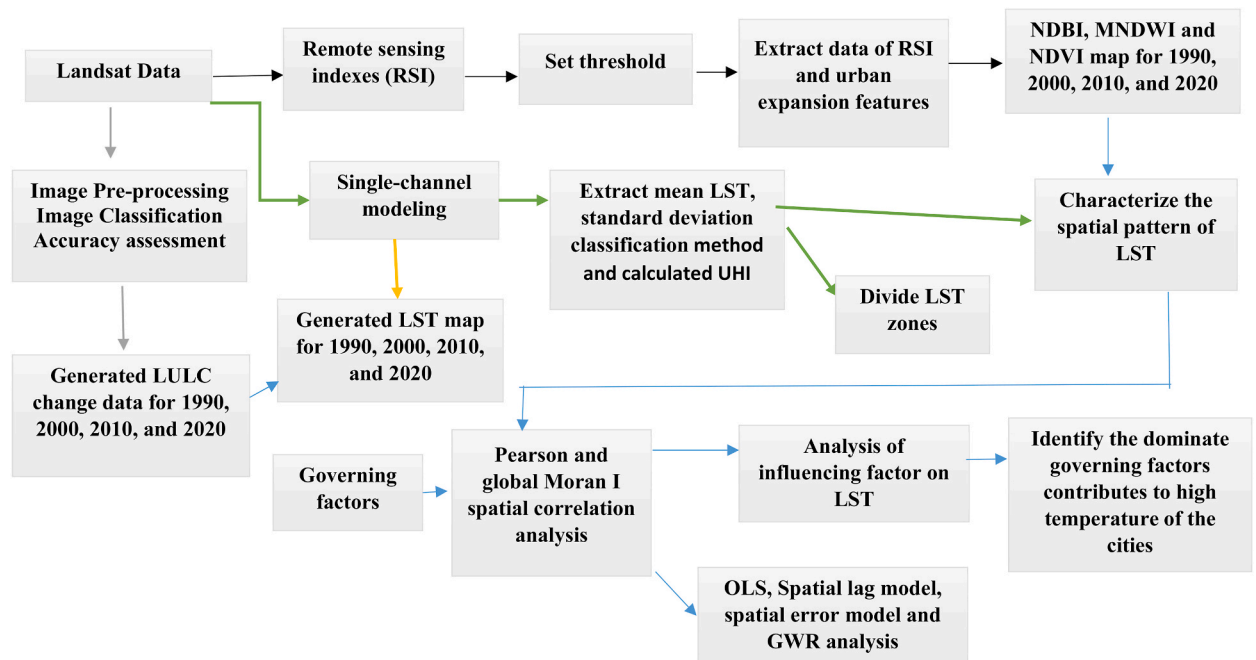 Landsat Data
Remote sensing
indexes (RSI)
Set threshold
Extract data of RSI
and urban
expansion features
NDBI, MNDWI and
NDVI map for 1990,
2000, 2010, and 2020
Image Pre-processing
Image Classification
Accuracy assessment
Single-channel
modeling
Extract mean LST,
standard deviation
classification method
and calculated UHI
Characterize the
spatial pattern of
LST
Divide LST
zones
Generated LST map
for 1990, 2000, 2010,
and 2020
Generated LULC
change data for 1990,
2000, 2010, and 2020
Governing
factors
Pearson and
global Moran I
spatial correlation
analysis
Analysis of
influencing factor on
LST
Identify the dominate
governing factors
contributes to high
temperature of the
cities
OLS, Spatial lag model,
spatial error model and
GWR analysis